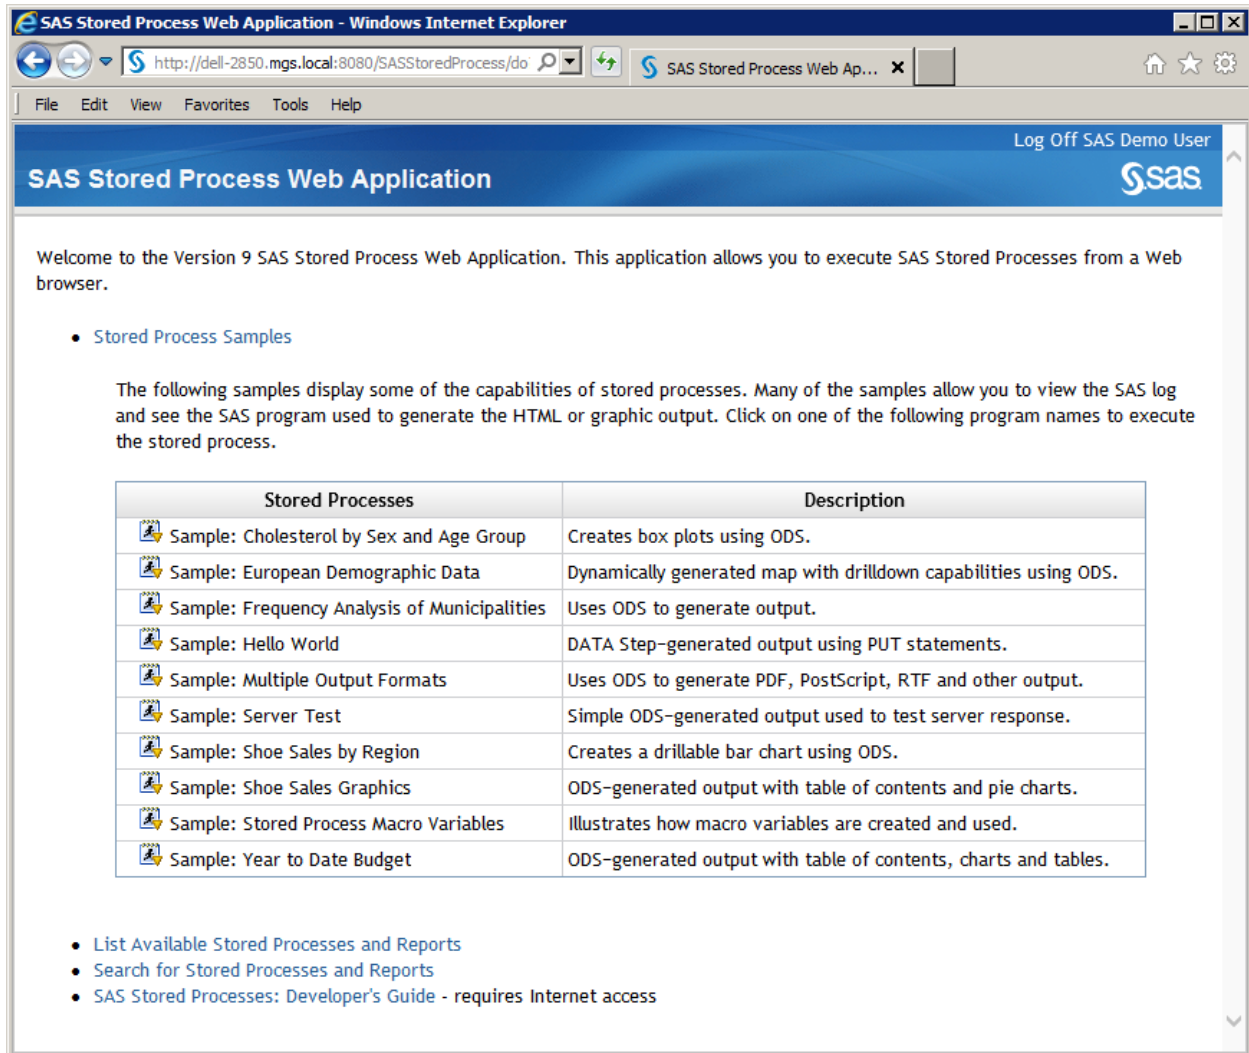 SAS Stored Process Web Application - Windows Internet Explorer
http://dell-2850.mgs.local:8080/SASStoredProcess/do
SAS Stored Process Web Ap...
File Edit View Favorites Tools Help
Log Off SAS Demo User
SAS Stored Process Web Application
sas
Welcome to the Version 9 SAS Stored Process Web Application. This application allows you to execute SAS Stored Processes from a Web
browser.
• Stored Process Samples
The following samples display some of the capabilities of stored processes. Many of the samples allow you to view the SAS log
and see the SAS program used to generate the HTML or graphic output. Click on one of the following program names to execute
the stored process.
Stored Processes Description
Sample: Cholesterol by Sex and Age Group Creates box plots using ODS.
Sample: European Demographic Data Dynamically generated map with drilldown capabilities using ODS.
Sample: Frequency Analysis of Municipalities Uses ODS to generate output.
Sample: Hello World DATA Step-generated output using PUT statements.
Sample: Multiple Output Formats Uses ODS to generate PDF, PostScript, RTF and other output.
Sample: Server Test Simple ODS-generated output used to test server response.
Sample: Shoe Sales by Region Creates a drillable bar chart using ODS.
Sample: Shoe Sales Graphics ODS-generated output with table of contents and pie charts.
Sample: Stored Process Macro Variables Illustrates how macro variables are created and used.
Sample: Year to Date Budget ODS-generated output with table of contents, charts and tables.
• List Available Stored Processes and Reports
• Search for Stored Processes and Reports
• SAS Stored Processes: Developer's Guide - requires Internet access